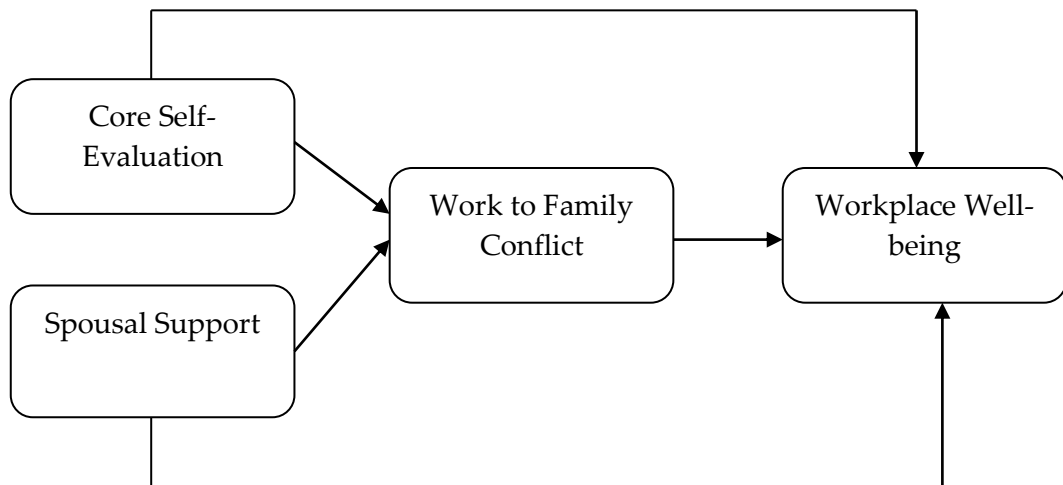 Core Self-
Evaluation
Work to Family
Conflict
Workplace Well-
being
Spousal Support